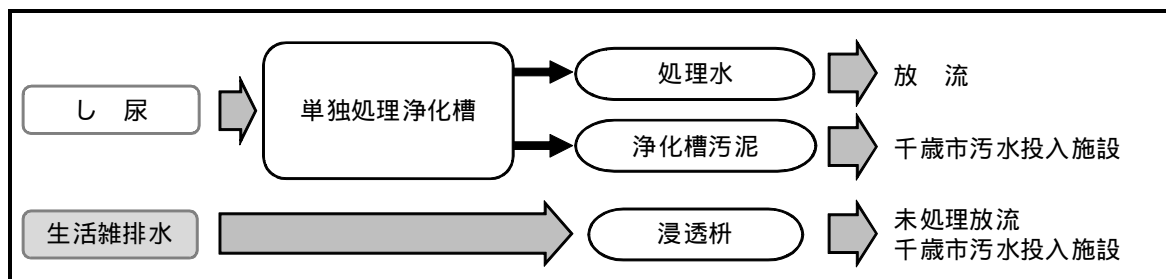 し　尿
単独処理浄化槽
処理水
放　流
浄化槽汚泥
千歳市汚水投入施設
生活雑排水
浸透枡
未処理放流
千歳市汚水投入施設